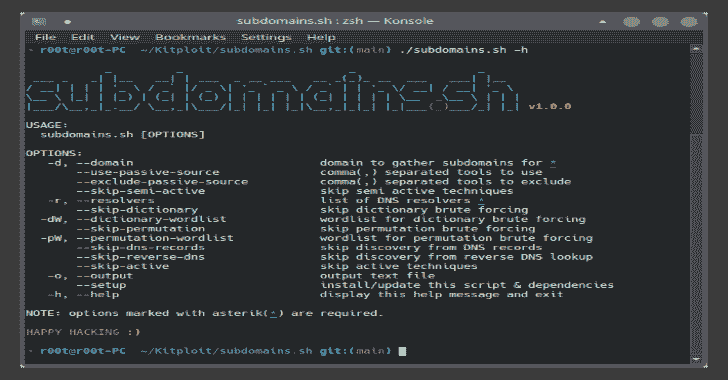 subdomains.sh : zsh — Konsole
File Edit View Bookmarks Settings Help
~ r00t@r00t-PC ~/Kitploit/subdomains.sh git:(main) ./subdomains.sh -h
subdomains.sh v1.0.0
USAGE:
subdomains.sh [OPTIONS]
OPTIONS:
-d, --domain domain to gather subdomains for *
--use-passive-source comma(,) separated tools to use
--exclude-passive-source comma(,) separated tools to exclude
--skip-semi-active skip semi active techniques
-r, --resolvers list of DNS resolvers *
--skip-dictionary skip dictionary brute forcing
-dW, --dictionary-wordlist wordlist for dictionary brute forcing
--skip-permutation skip permutation brute forcing
-pW, --permutation-wordlist wordlist for permutation brute forcing
--skip-dns-records skip discovery from DNS records
--skip-reverse-dns skip discovery from reverse DNS lookup
--skip-active skip active techniques
-o, --output output text file
--setup install/update this script & dependencies
-h, --help display this help message and exit
NOTE: options marked with asterik(*) are required.
HAPPY HACKING :)
~ r00t@r00t-PC ~/Kitploit/subdomains.sh git:(main)